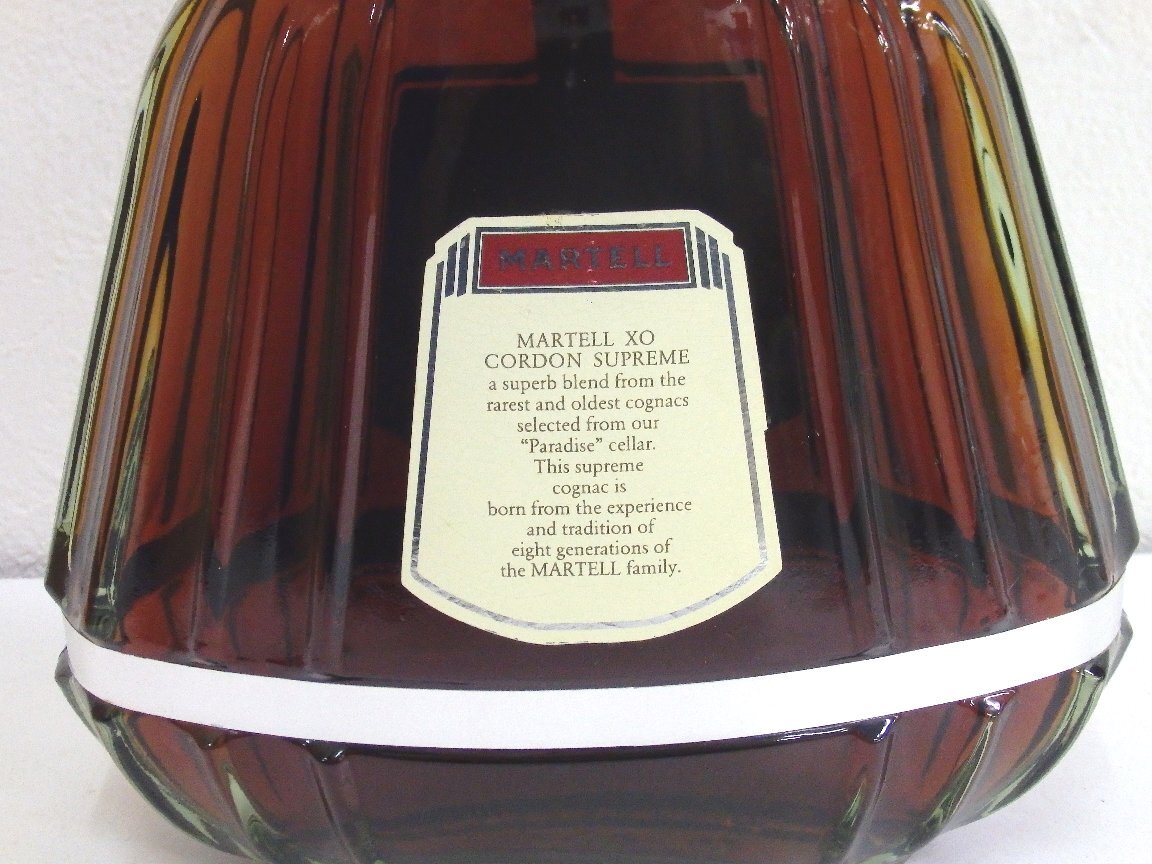 MARTELL
MARTELL XO
CORDON SUPREME
a superb blend from the
rarest and oldest cognacs
selected from our
“Paradise” cellar.
This supreme
cognac is
born from the experience
and tradition of
eight generations of
the MARTELL family.